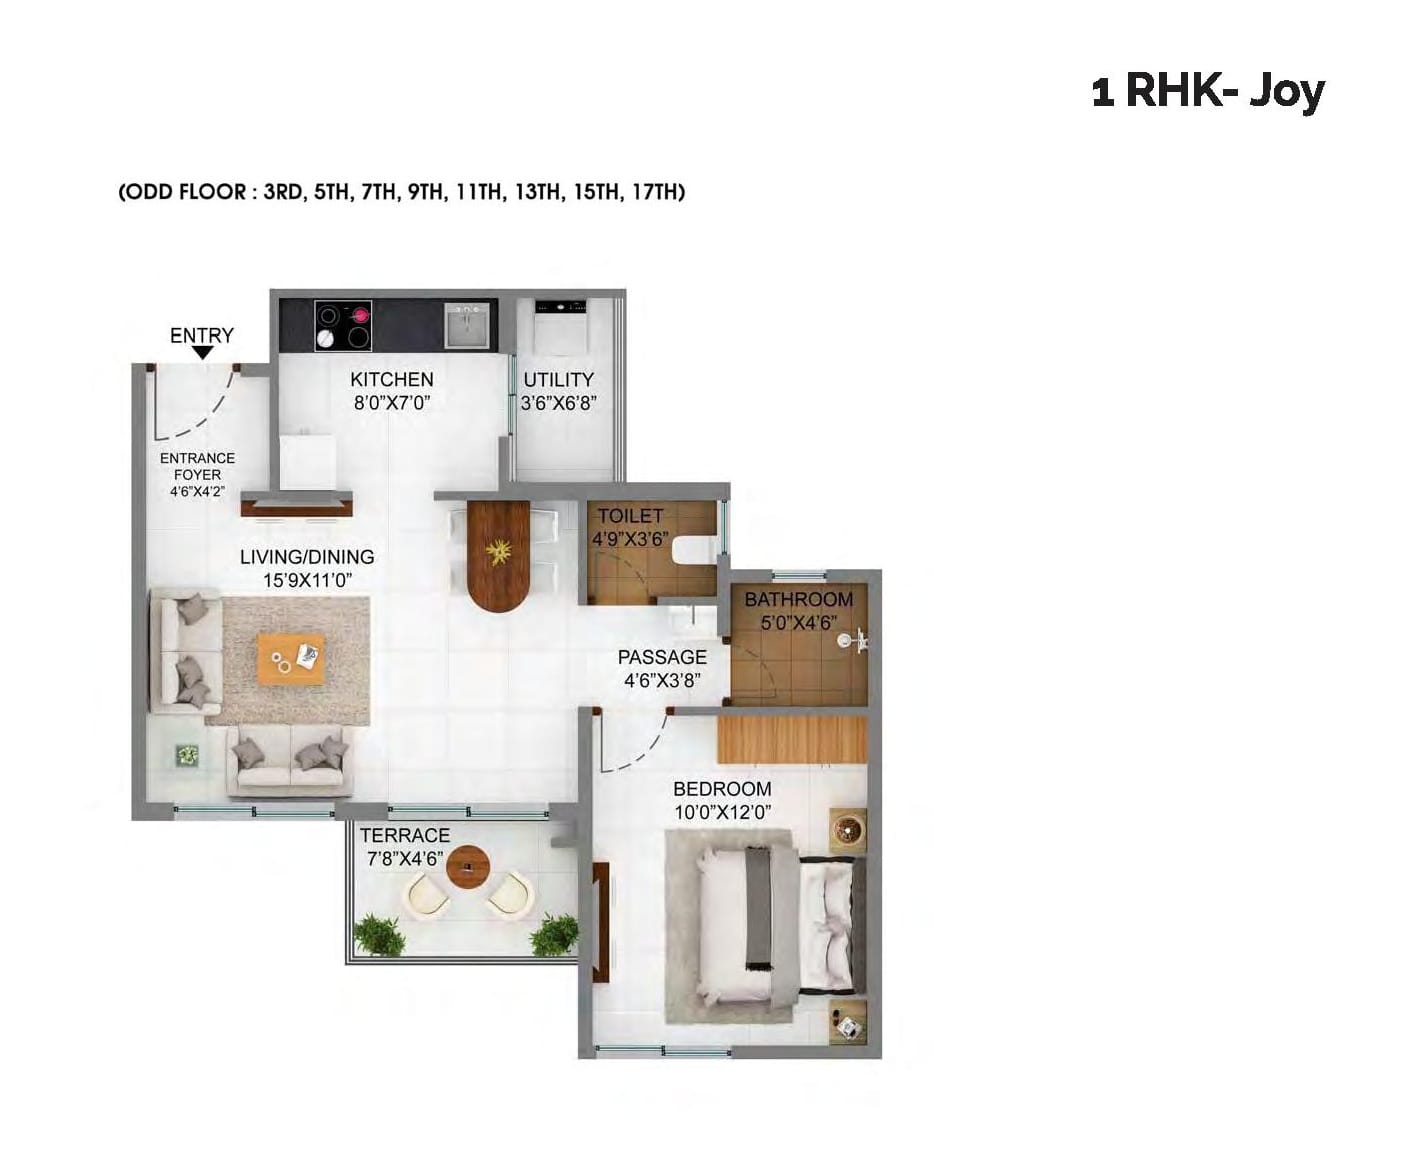 1 RHK- Joy
(ODD FLOOR : 3RD, 5TH, 7TH, 9TH, 11TH, 13TH, 15TH, 17TH)
ENTRY
KITCHEN
8'0"X7'0"
UTILITY
3'6"X6'8"
ENTRANCE
FOYER
4'6"X4'2"
TOILET
4'9"X3'6"
LIVING/DINING
15'9X11'0"
BATHROOM
5'0"X4'6"
PASSAGE
4'6"X3'8"
BEDROOM
10'0"X12'0"
TERRACE
7'8"X4'6"